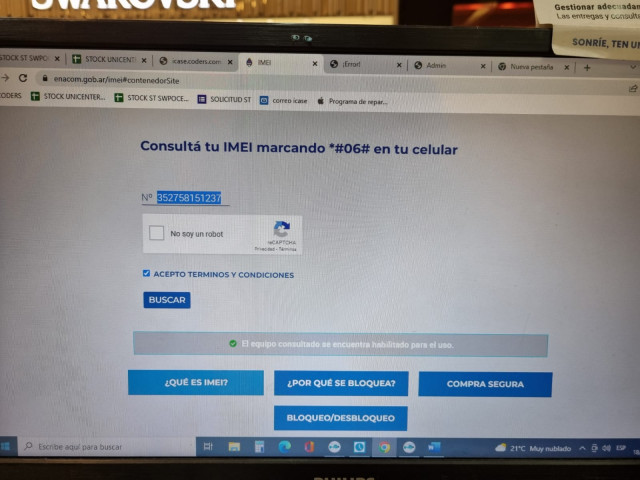 SWAROVSKI
Gestionar adecuadam
Las entregas y consult
SONRÍE, TEN U
STOCK ST SWPO
STOCK UNICENT
icase.coders.com
IMEI
¡Error!
Admin
Nueva pestaña
enacom.gob.ar/imei#contenedorSite
ODERS
STOCK UNICENTER...
STOCK ST SWPOCE...
SOLICITUD ST
correo icase
Programa de repar...
Consultá tu IMEI marcando *#06# en tu celular
Nº 352758151237
No soy un robot
reCAPTCHA
Privacidad - Términos
ACEPTO TERMINOS Y CONDICIONES
BUSCAR
El equipo consultado se encuentra habilitado para el uso.
¿QUÉ ES IMEI?
¿POR QUÉ SE BLOQUEA?
COMPRA SEGURA
BLOQUEO/DESBLOQUEO
Escribe aquí para buscar
21°C Muy nublado
ESP
PHILIPS